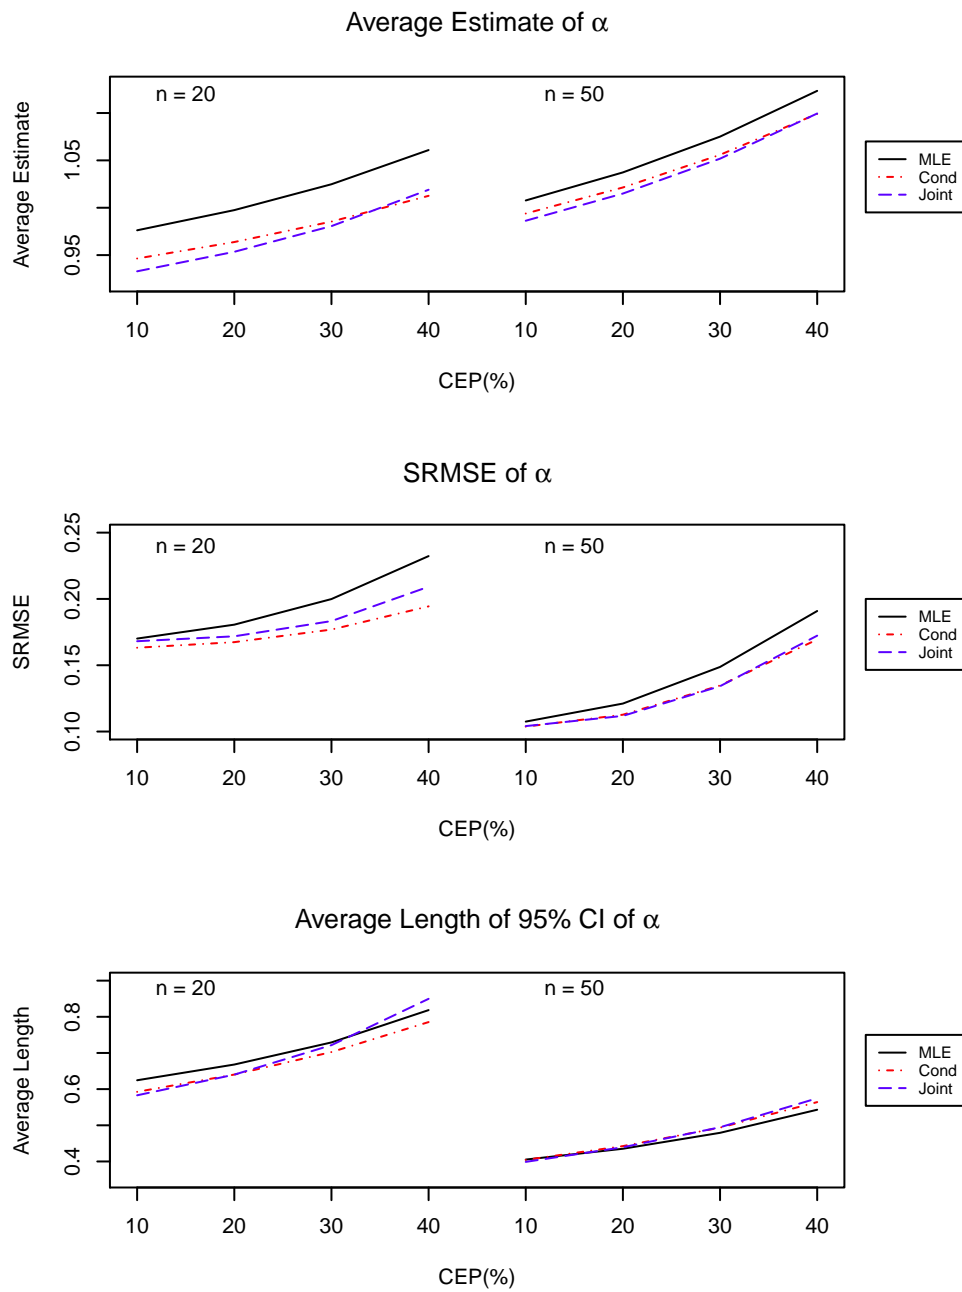 Average Estimate of α
n = 20
n = 50
Average Estimate
1.05
0.95
10 20 30 40 10 20 30 40
CEP(%)
MLE
Cond
Joint
SRMSE of α
n = 20
n = 50
SRMSE
0.25
0.20
0.15
0.10
10 20 30 40 10 20 30 40
CEP(%)
MLE
Cond
Joint
Average Length of 95% CI of α
n = 20
n = 50
Average Length
0.8
0.6
0.4
10 20 30 40 10 20 30 40
CEP(%)
MLE
Cond
Joint